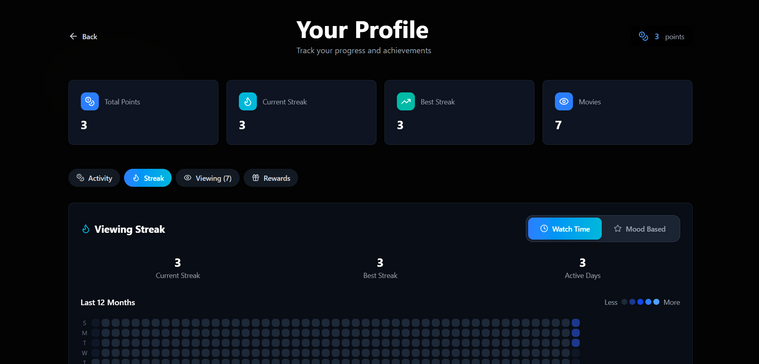 Your Profile
Back
3 points
Track your progress and achievements
Total Points
3
Current Streak
3
Best Streak
3
Movies
7
Activity
Streak
Viewing (7)
Rewards
Viewing Streak
Watch Time
Mood Based
3
Current Streak
3
Best Streak
3
Active Days
Last 12 Months
Less
More
S
M
T
W